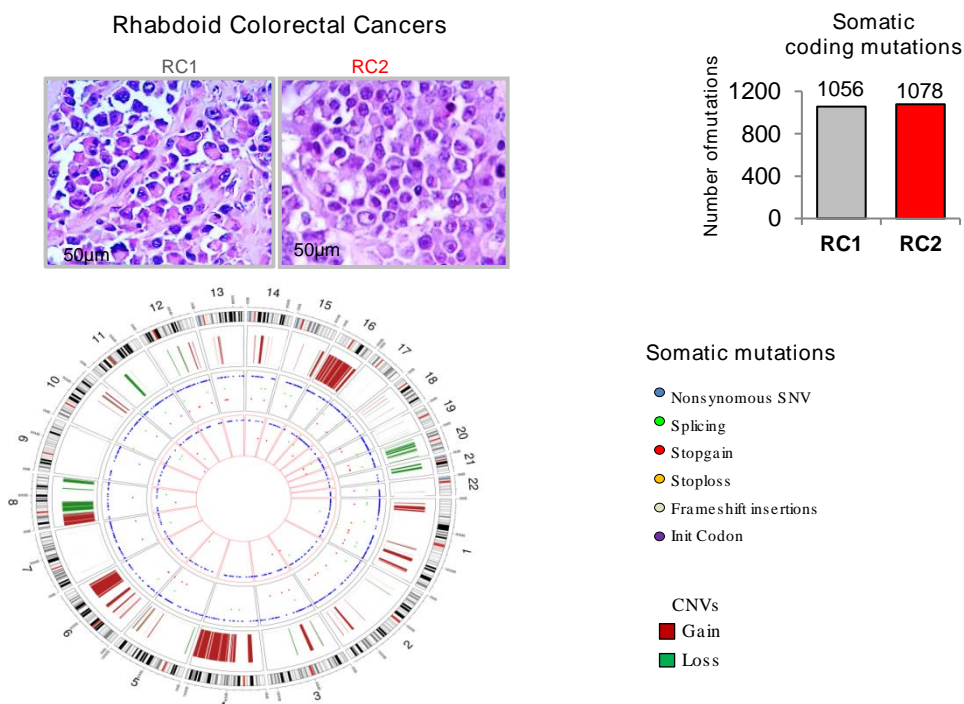 Rhabdoid Colorectal Cancers
RC1
RC2
50µm
50µm
Somatic
coding mutations
Number of mutations
1200
800
400
0
1056
1078
RC1
RC2
1
2
3
5
6
7
8
9
10
11
12
13
14
15
16
17
18
19
20
21
22
Somatic mutations
Nonsynomous SNV
Splicing
Stopgain
Stoploss
Frameshift insertions
Init Codon
CNVs
Gain
Loss